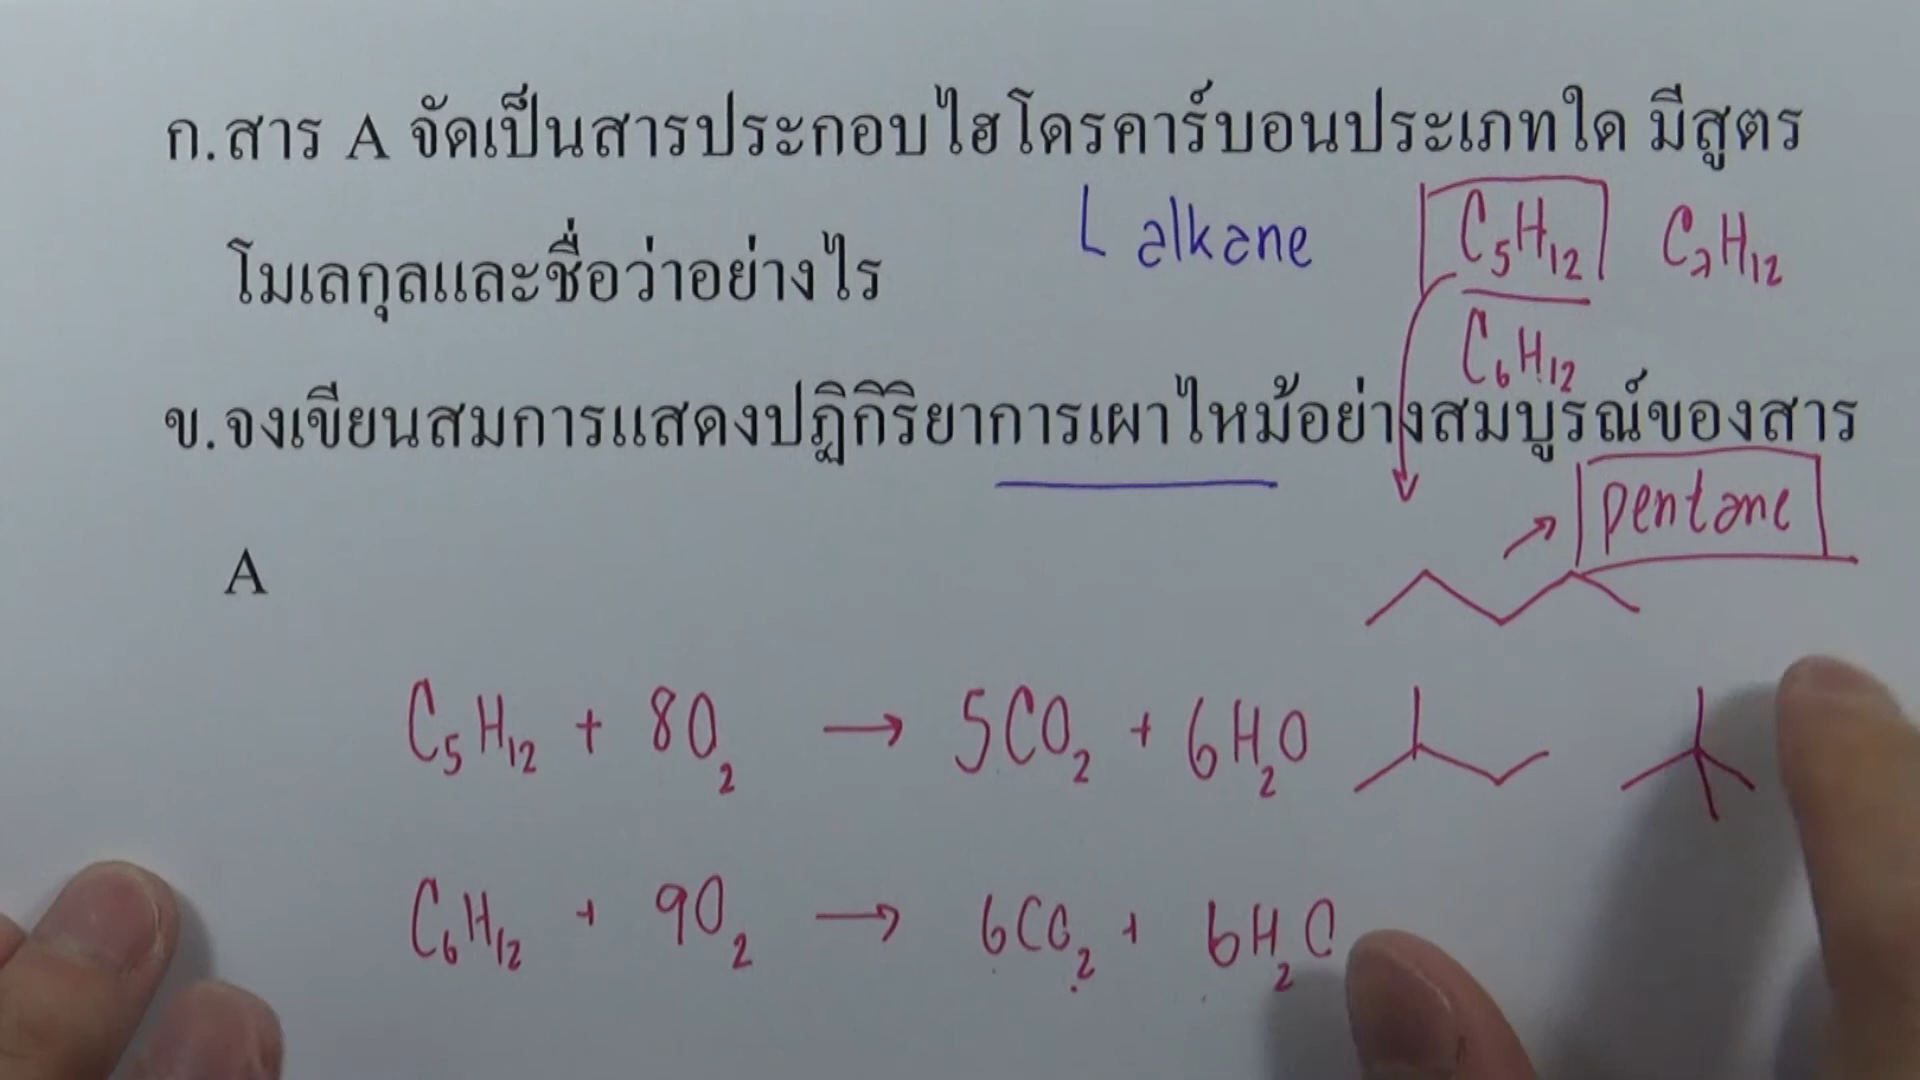 ก.สาร A จัดเป็นสารประกอบไฮโดรคาร์บอนประเภทใด มีสูตร
alkane C₅H₁₂ C₇H₁₂
โมเลกุลและชื่อว่าอย่างไร
C₆H₁₂
ข.จงเขียนสมการแสดงปฏิกิริยาการเผาไหม้อย่างสมบูรณ์ของสาร
pentane
A
C₅H₁₂ + 8O₂ → 5CO₂ + 6H₂O
C₆H₁₂ + 9O₂ → 6CO₂ + 6H₂O